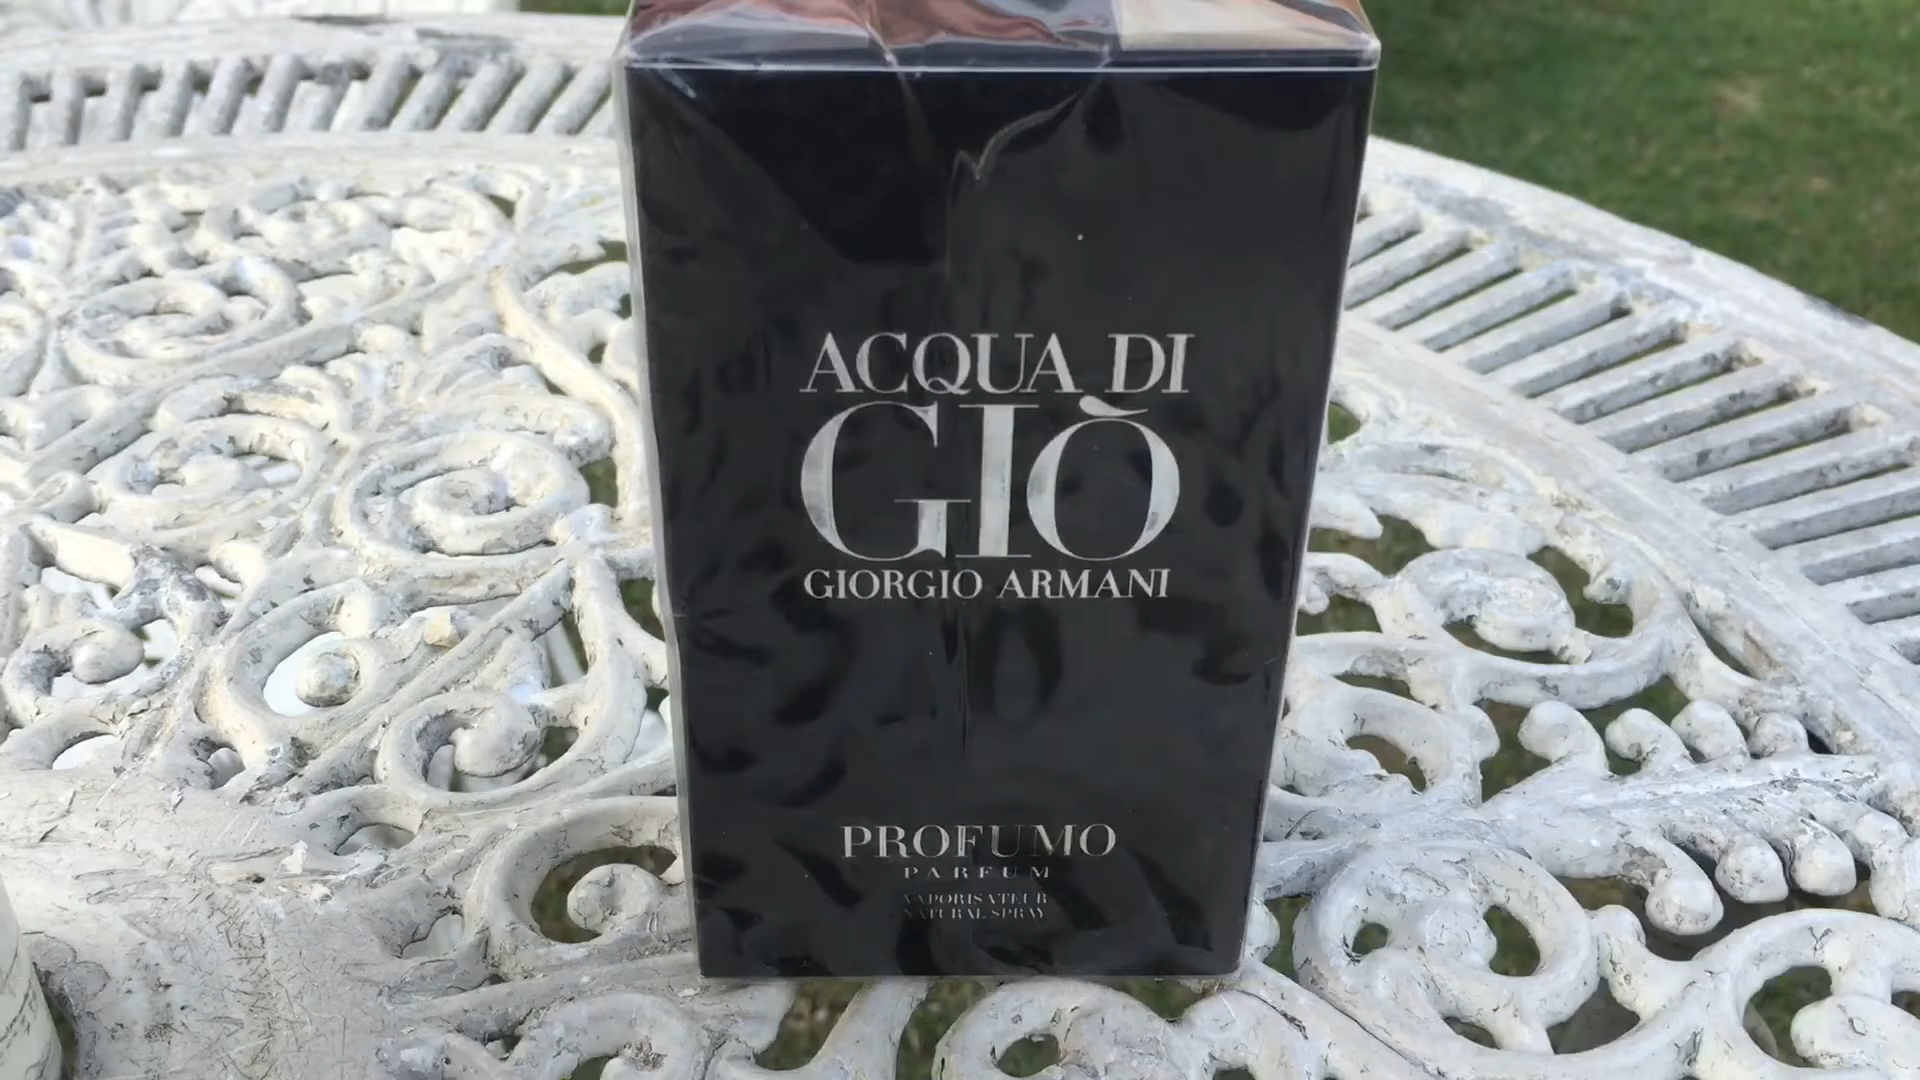 ACQUA DI
GIÒ
GIORGIO ARMANI
PROFUMO
PARFUM
VAPORISATEUR
NATURAL SPRAY